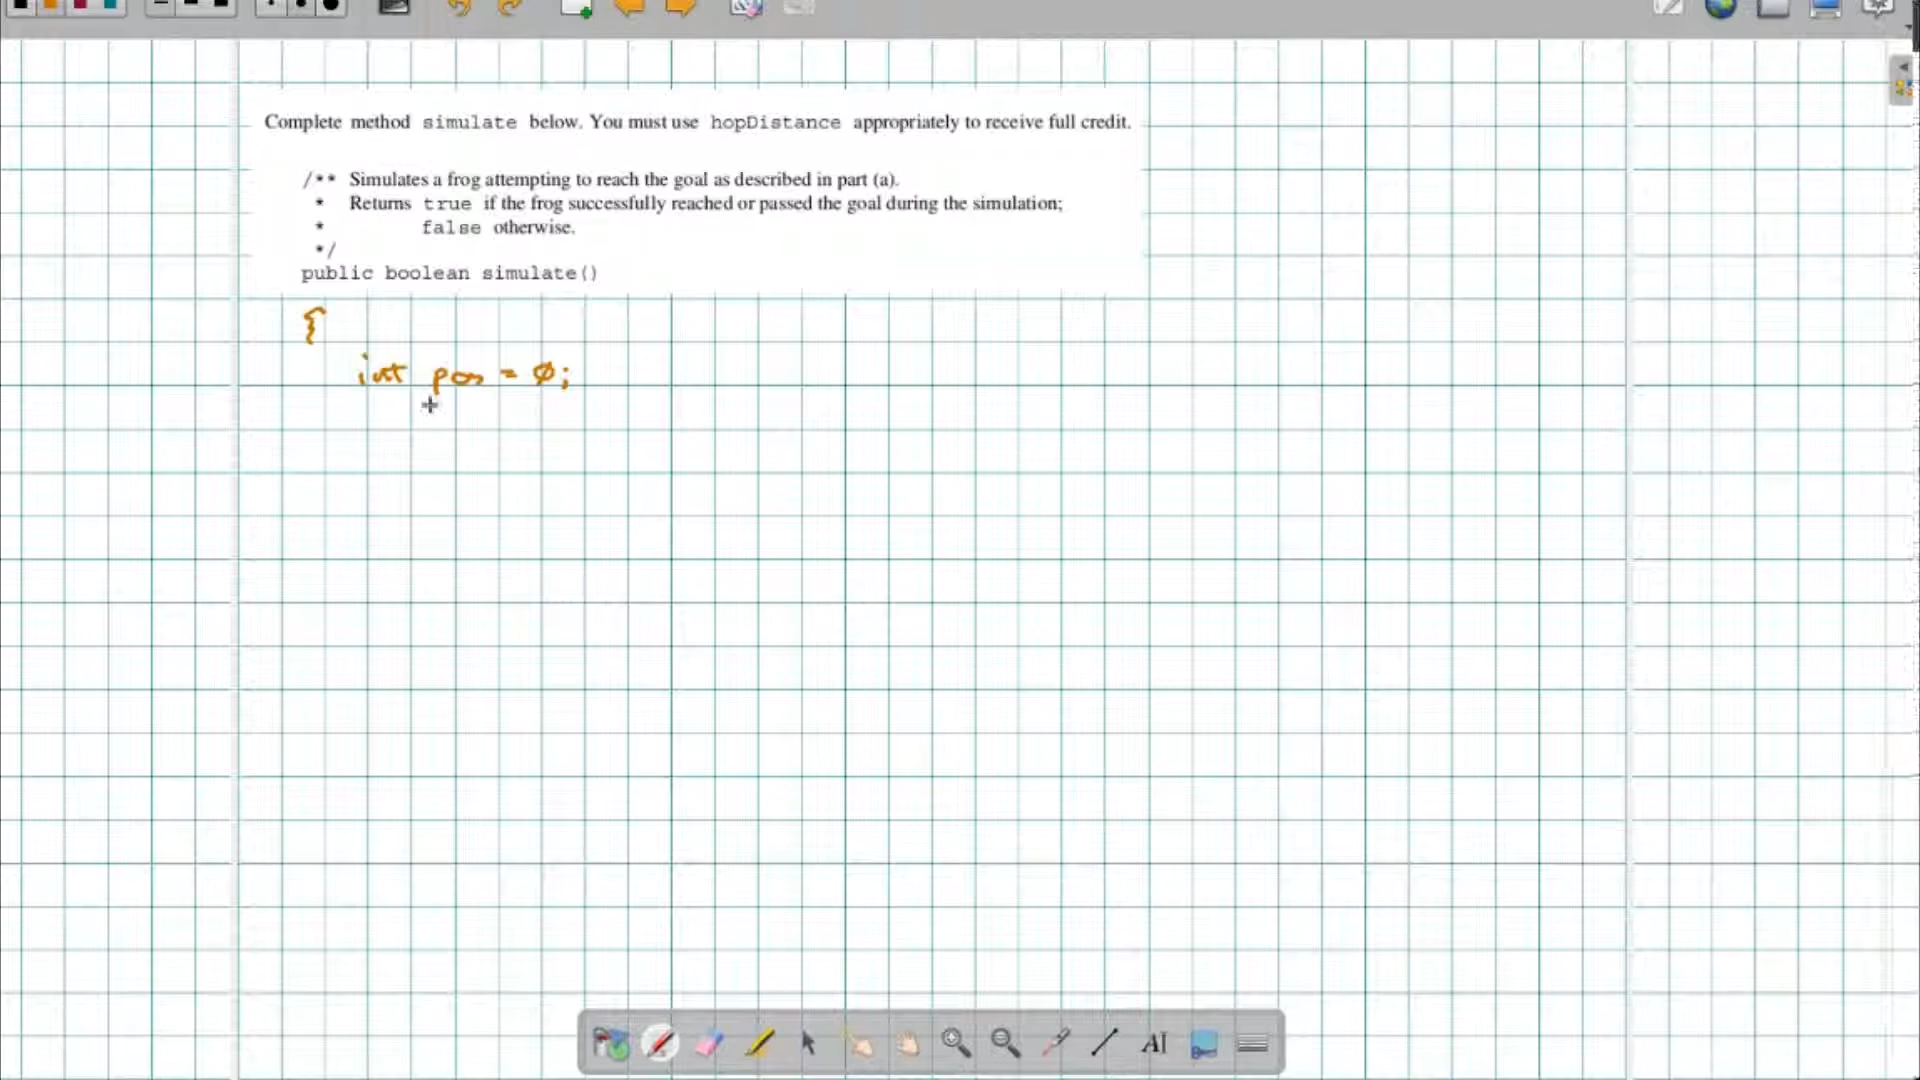 Complete method simulate below. You must use hopDistance appropriately to receive full credit.
/** Simulates a frog attempting to reach the goal as described in part (a).
* Returns true if the frog successfully reached or passed the goal during the simulation;
* false otherwise.
*/
public boolean simulate()
{
int pos = 0;
AI